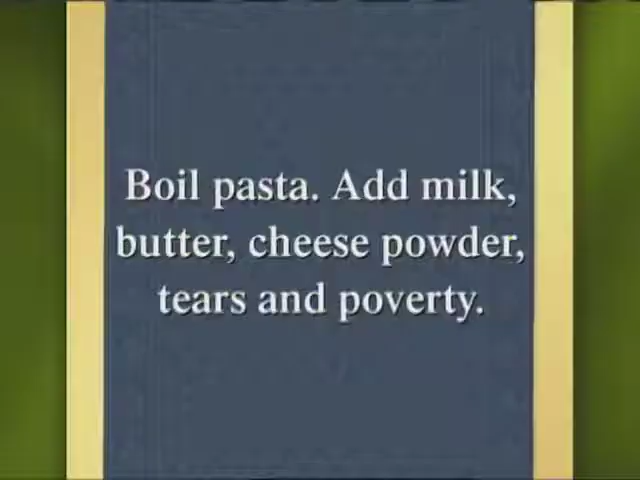 Boil pasta. Add milk,
butter, cheese powder,
tears and poverty.